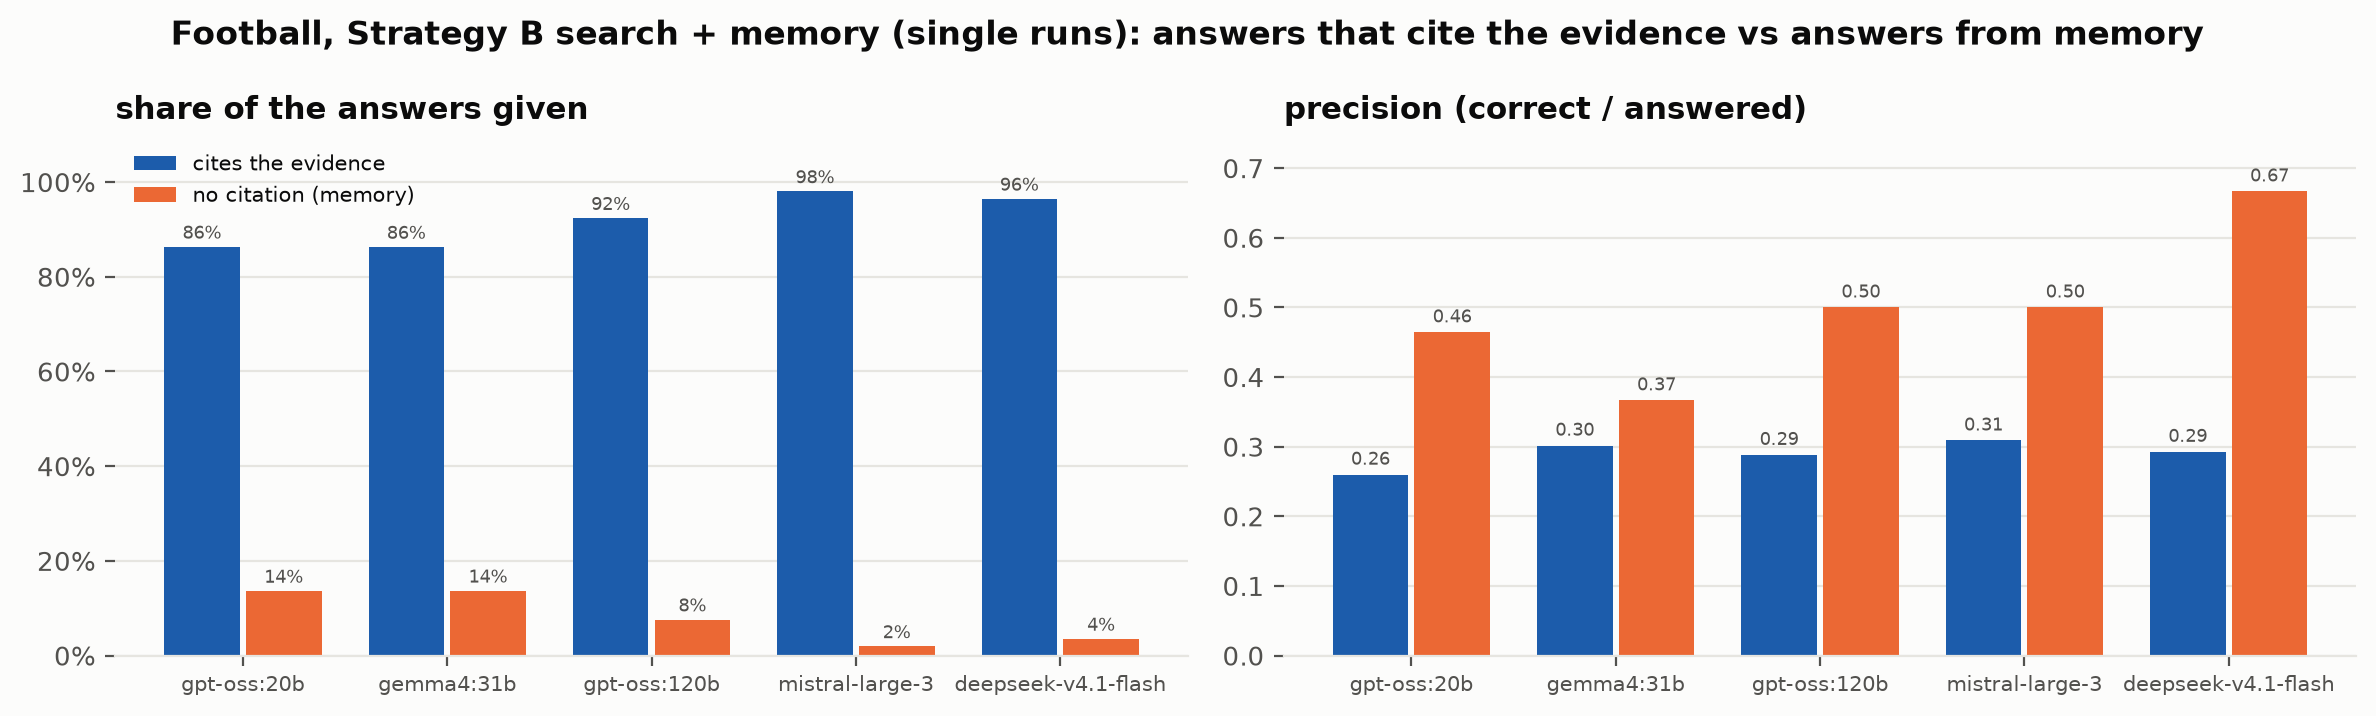 Football, Strategy B search + memory (single runs): answers that cite the evidence vs answers from memory
share of the answers given
cites the evidence
no citation (memory)
100%
80%
60%
40%
20%
0%
86%
14%
86%
14%
92%
8%
98%
2%
96%
4%
gpt-oss:20b
gemma4:31b
gpt-oss:120b
mistral-large-3
deepseek-v4.1-flash
precision (correct / answered)
0.7
0.6
0.5
0.4
0.3
0.2
0.1
0.0
0.26
0.46
0.30
0.37
0.29
0.50
0.31
0.50
0.29
0.67
gpt-oss:20b
gemma4:31b
gpt-oss:120b
mistral-large-3
deepseek-v4.1-flash